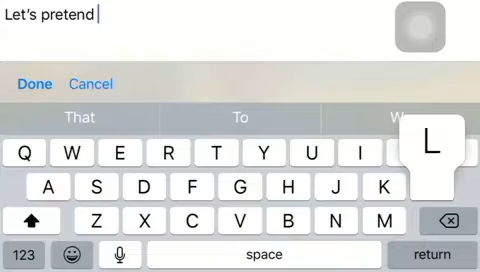 Let's pretend
Done Cancel
That To W
Q W E R T Y U I
L
A S D F G H J K
Z X C V B N M
123 space return